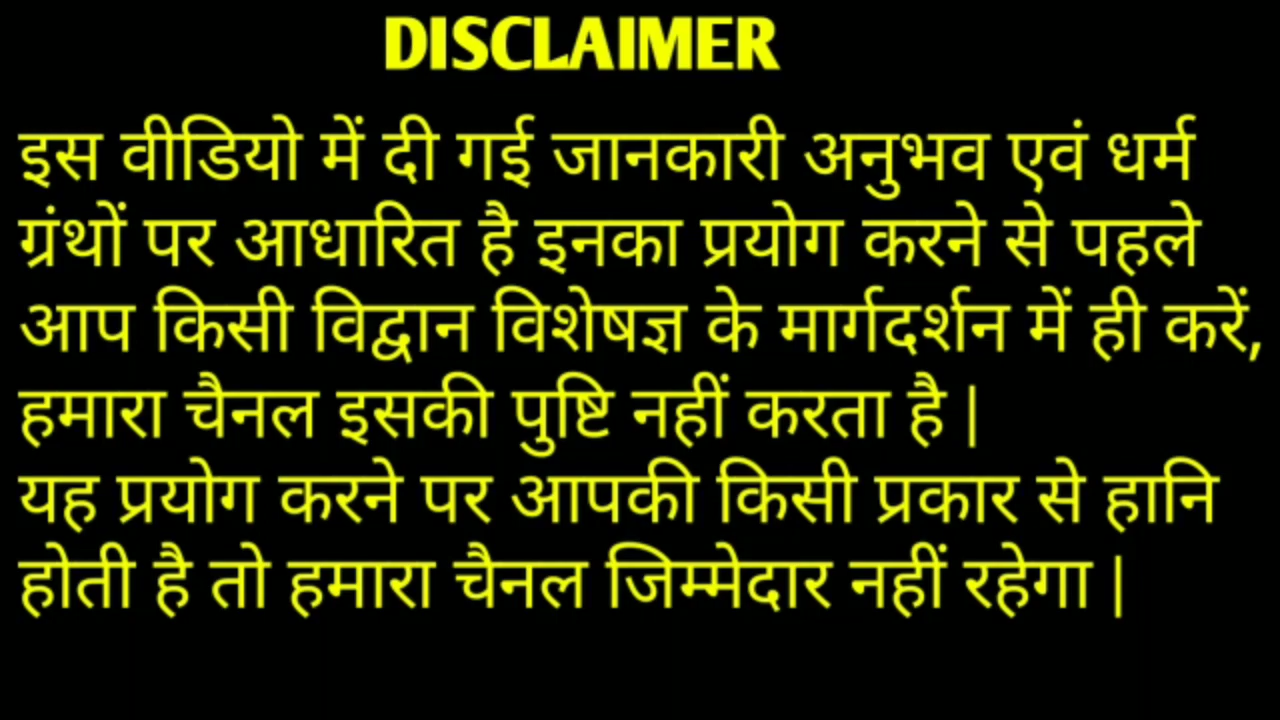 DISCLAIMER
इस वीडियो में दी गई जानकारी अनुभव एवं धर्म
ग्रंथों पर आधारित है इनका प्रयोग करने से पहले
आप किसी विद्वान विशेषज्ञ के मार्गदर्शन में ही करें,
हमारा चैनल इसकी पुष्टि नहीं करता है |
यह प्रयोग करने पर आपकी किसी प्रकार से हानि
होती है तो हमारा चैनल जिम्मेदार नहीं रहेगा |